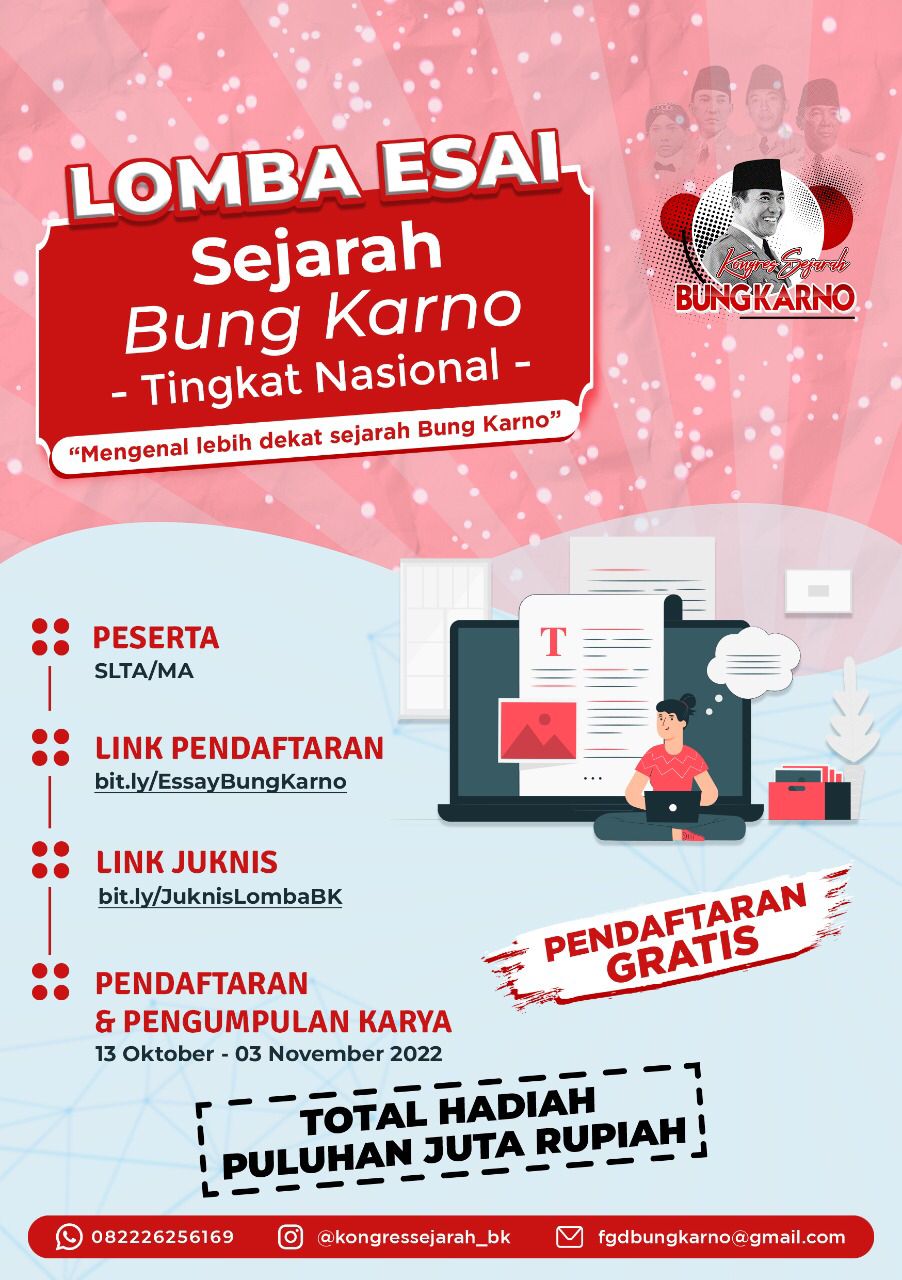 LOMBA ESAI
Sejarah
Bung Karno
- Tingkat Nasional -
“Mengenal lebih dekat sejarah Bung Karno”
Kongres Sejarah
BUNG KARNO
PESERTA
SLTA/MA
LINK PENDAFTARAN
bit.ly/EssayBungKarno
LINK JUKNIS
bit.ly/JuknisLombaBK
PENDAFTARAN
& PENGUMPULAN KARYA
13 Oktober - 03 November 2022
T
PENDAFTARAN
GRATIS
TOTAL HADIAH
PULUHAN JUTA RUPIAH
082226256169
@kongressejarah_bk
fgdbungkarno@gmail.com